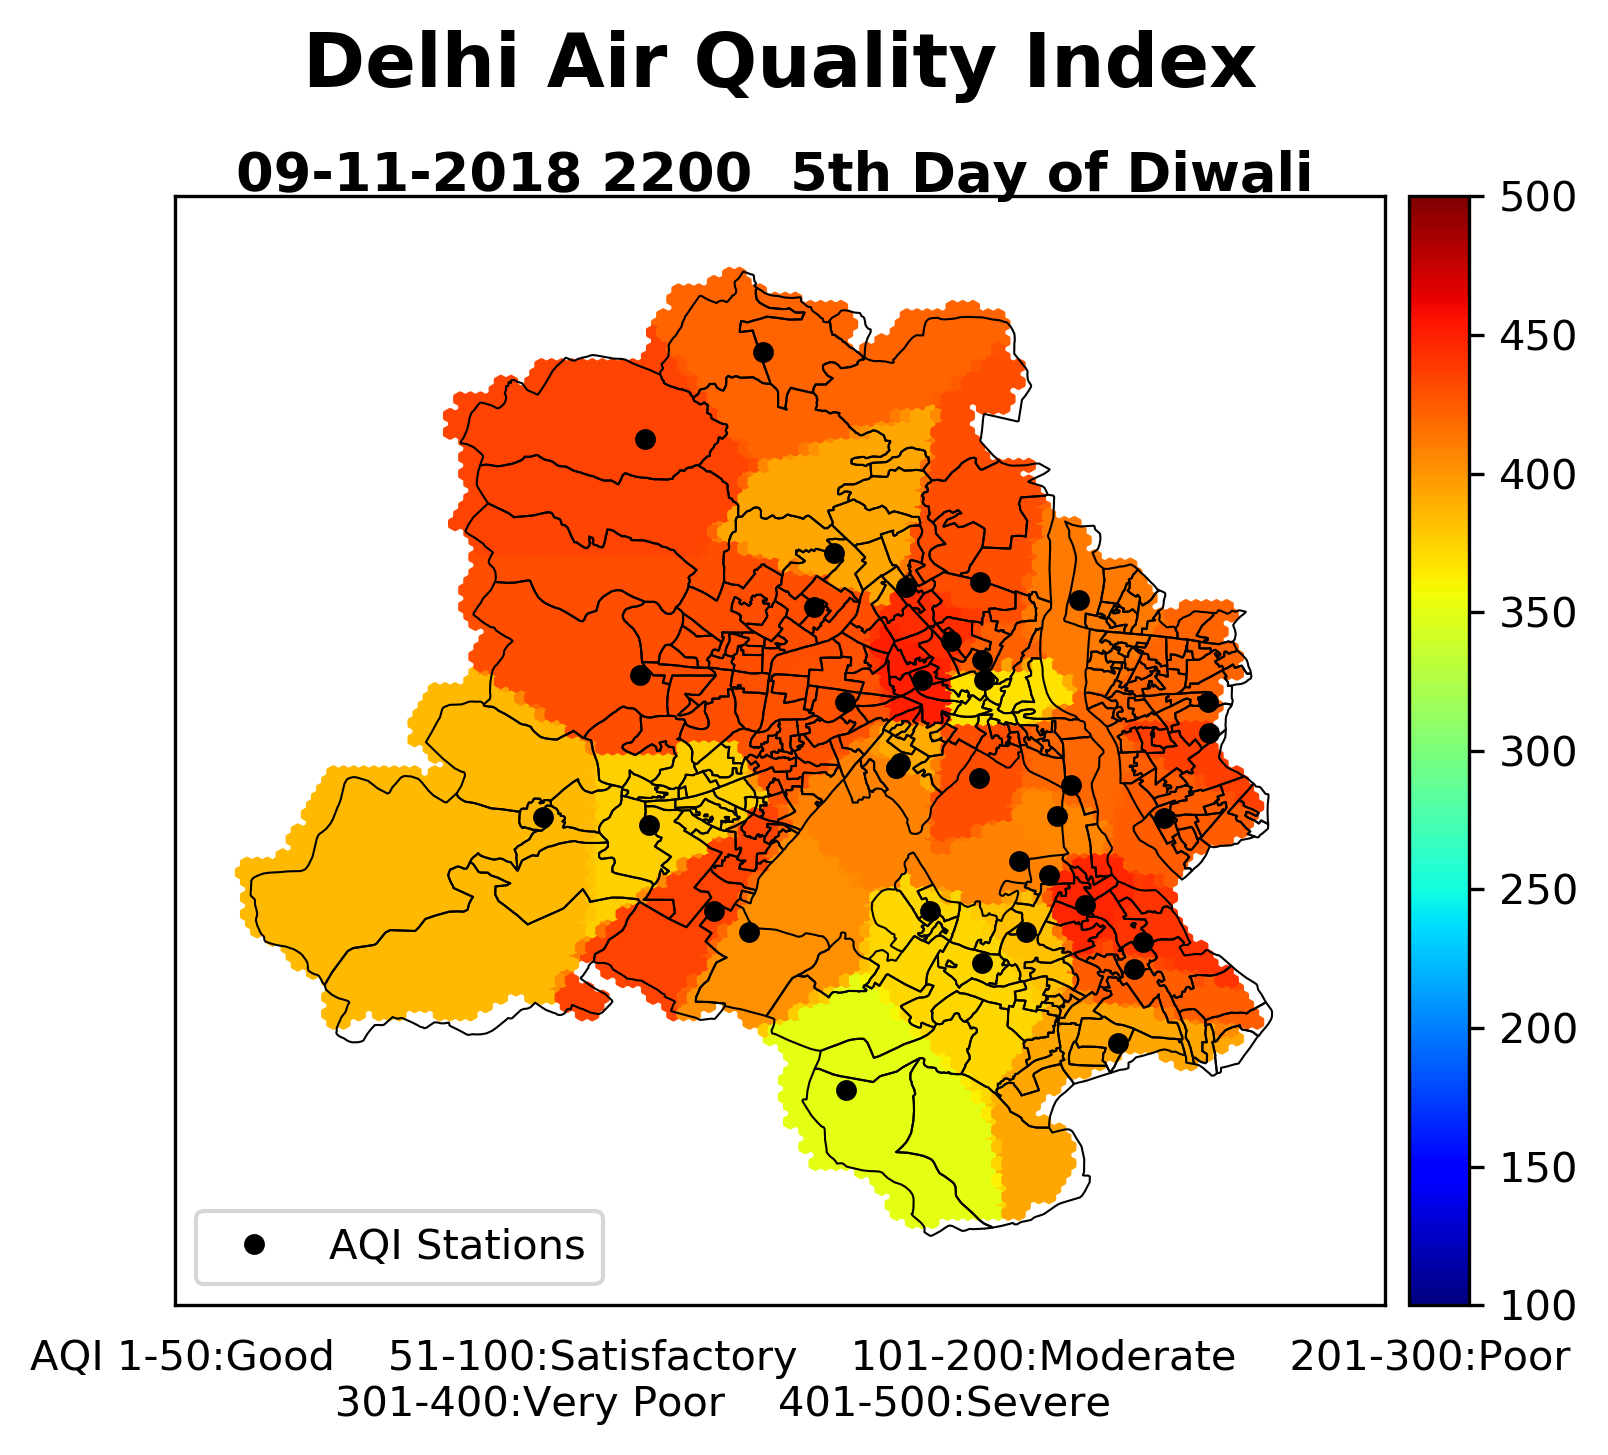 Delhi Air Quality Index
09-11-2018 2200 5th Day of Diwali
500
450
400
350
300
250
200
150
100
AQI Stations
AQI 1-50:Good 51-100:Satisfactory 101-200:Moderate 201-300:Poor
301-400:Very Poor 401-500:Severe